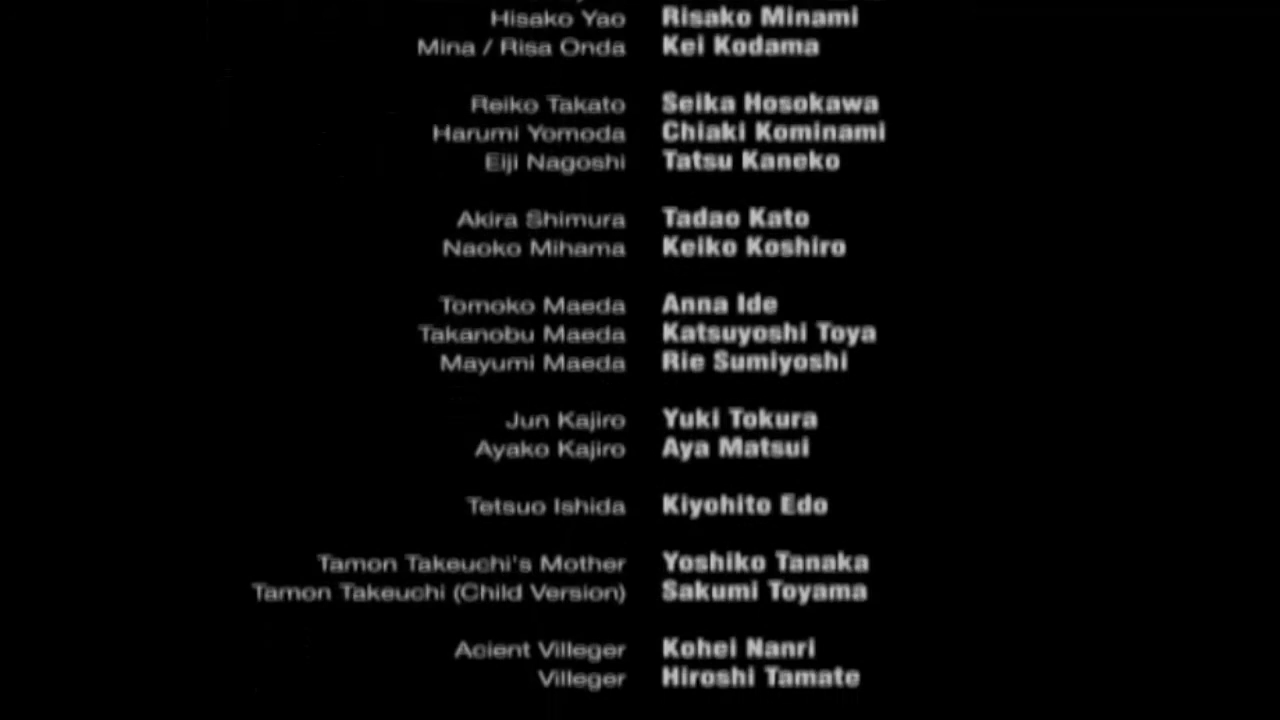 Hisako Yao Risako Minami
Mina / Risa Onda Kei Kodama
Reiko Takato Seika Hosokawa
Harumi Yomoda Chiaki Kominami
Eiji Nagoshi Tatsu Kaneko
Akira Shimura Tadao Kato
Naoko Mihama Keiko Koshiro
Tomoko Maeda Anna Ide
Takanobu Maeda Katsuyoshi Toya
Mayumi Maeda Rie Sumiyoshi
Jun Kajiro Yuki Tokura
Ayako Kajiro Aya Matsui
Tetsuo Ishida Kiyohito Edo
Tamon Takeuchi's Mother Yoshiko Tanaka
Tamon Takeuchi (Child Version) Sakumi Toyama
Acient Villeger Kohei Nanri
Villeger Hiroshi Tamate